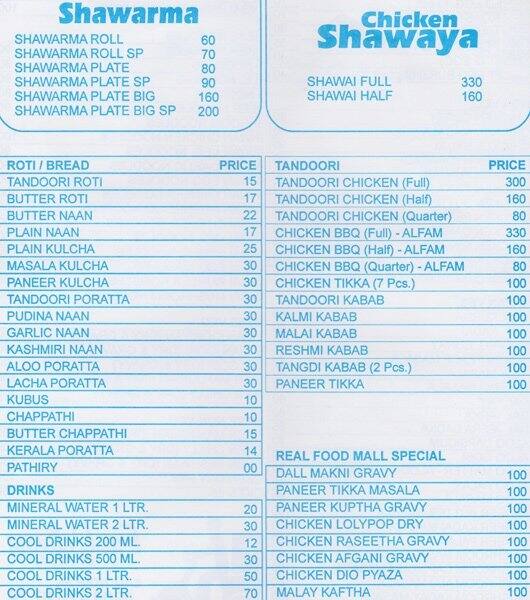 Shawarma
SHAWARMA ROLL 60
SHAWARMA ROLL SP 70
SHAWARMA PLATE 80
SHAWARMA PLATE SP 90
SHAWARMA PLATE BIG 160
SHAWARMA PLATE BIG SP 200
Chicken
Shawaya
SHAWAI FULL 330
SHAWAI HALF 160
ROTI / BREAD PRICE
TANDOORI ROTI 15
BUTTER ROTI 17
BUTTER NAAN 22
PLAIN NAAN 17
PLAIN KULCHA 25
MASALA KULCHA 30
PANEER KULCHA 30
TANDOORI PORATTA 30
PUDINA NAAN 30
GARLIC NAAN 30
KASHMIRI NAAN 30
ALOO PORATTA 30
LACHA PORATTA 30
KUBUS 10
CHAPPATHI 10
BUTTER CHAPPATHI 15
KERALA PORATTA 14
PATHIRY 00
DRINKS
MINERAL WATER 1 LTR. 20
MINERAL WATER 2 LTR. 30
COOL DRINKS 200 ML. 12
COOL DRINKS 500 ML. 30
COOL DRINKS 1 LTR. 50
COOL DRINKS 2 LTR. 70
TANDOORI PRICE
TANDOORI CHICKEN (Full) 300
TANDOORI CHICKEN (Half) 160
TANDOORI CHICKEN (Quarter) 80
CHICKEN BBQ (Full) - ALFAM 330
CHICKEN BBQ (Half) - ALFAM 160
CHICKEN BBQ (Quarter) - ALFAM 80
CHICKEN TIKKA (7 Pcs.) 100
TANDOORI KABAB 100
KALMI KABAB 100
MALAI KABAB 100
RESHMI KABAB 100
TANGDI KABAB (2 Pcs.) 100
PANEER TIKKA 100
REAL FOOD MALL SPECIAL
DALL MAKNI GRAVY 100
PANEER TIKKA MASALA 100
PANEER KUPTHA GRAVY 100
CHICKEN LOLYPOP DRY 100
CHICKEN RASEETHA GRAVY 100
CHICKEN AFGANI GRAVY 100
CHICKEN DIO PYAZA 100
MALAY KAFTHA 100